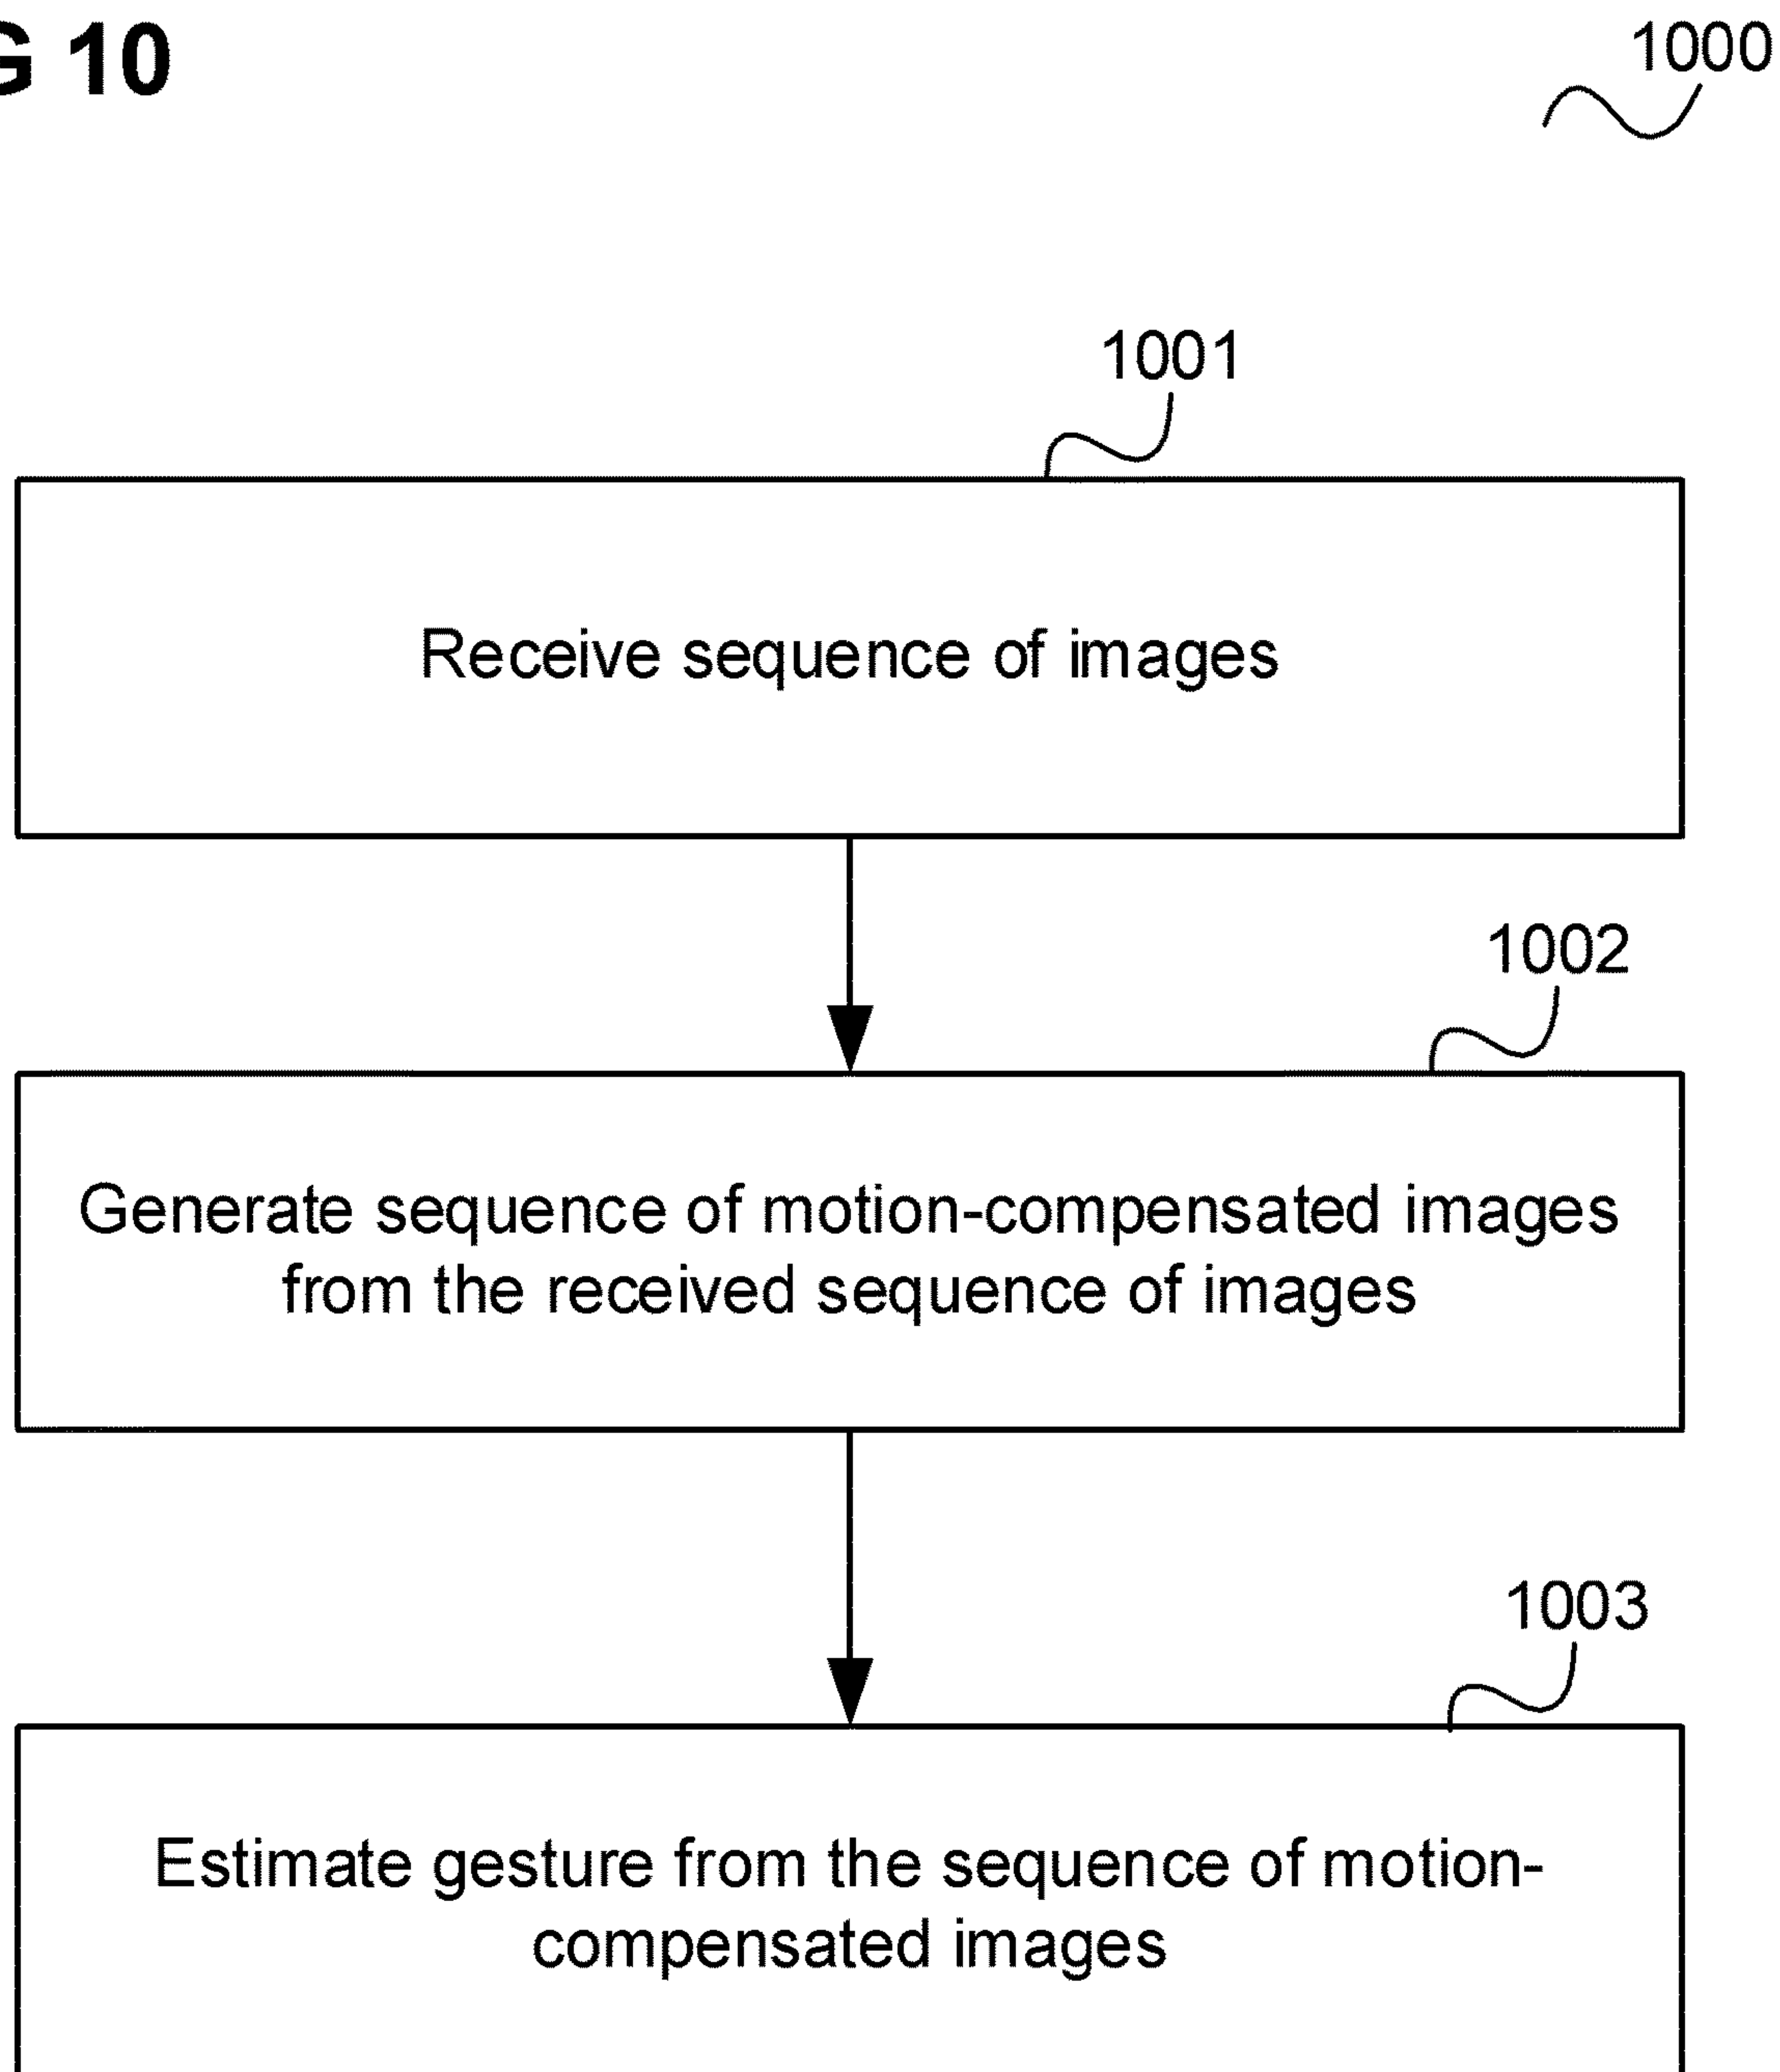 G 10
1000
1001
Receive sequence of images
1002
Generate sequence of motion-compensated images
from the received sequence of images
1003
Estimate gesture from the sequence of motion-
compensated images